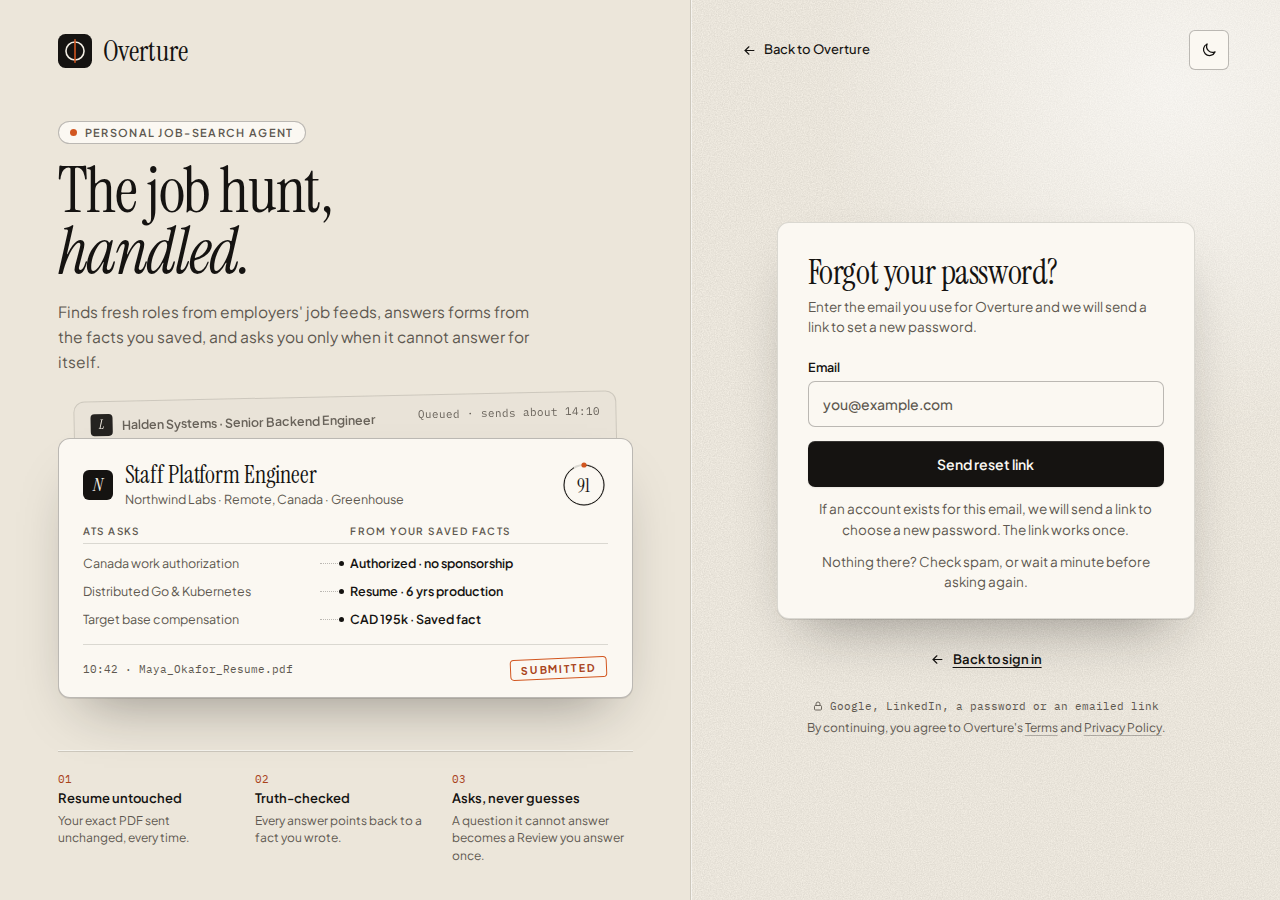 Overture
PERSONAL JOB-SEARCH AGENT
The job hunt,
handled.
Finds fresh roles from employers' job feeds, answers forms from
the facts you saved, and asks you only when it cannot answer for
itself.
L Halden Systems · Senior Backend Engineer Queued · sends about 14:10
N Staff Platform Engineer 91
Northwind Labs · Remote, Canada · Greenhouse
ATS ASKS FROM YOUR SAVED FACTS
Canada work authorization Authorized · no sponsorship
Distributed Go & Kubernetes Resume · 6 yrs production
Target base compensation CAD 195k · Saved fact
10:42 · Maya_Okafor_Resume.pdf SUBMITTED
01
Resume untouched
Your exact PDF sent
unchanged, every time.
02
Truth-checked
Every answer points back to a
fact you wrote.
03
Asks, never guesses
A question it cannot answer
becomes a Review you answer
once.
← Back to Overture
Forgot your password?
Enter the email you use for Overture and we will send a
link to set a new password.
Email
you@example.com
Send reset link
If an account exists for this email, we will send a link to
choose a new password. The link works once.
Nothing there? Check spam, or wait a minute before
asking again.
← Back to sign in
Google, LinkedIn, a password or an emailed link
By continuing, you agree to Overture's Terms and Privacy Policy.